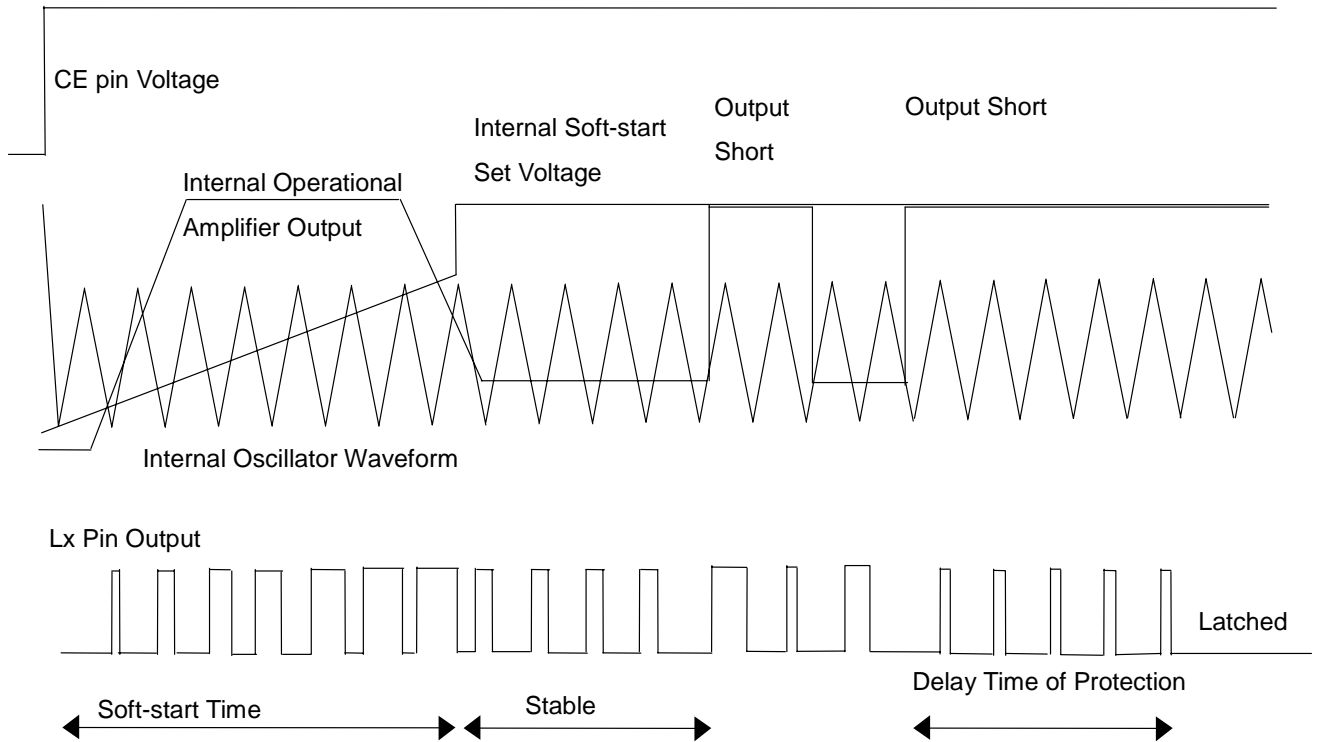 CE pin Voltage
Internal Soft-start
Set Voltage
Output
Short
Output Short
Internal Operational
Amplifier Output
Internal Oscillator Waveform
Lx Pin Output
Latched
Soft-start Time
Stable
Delay Time of Protection